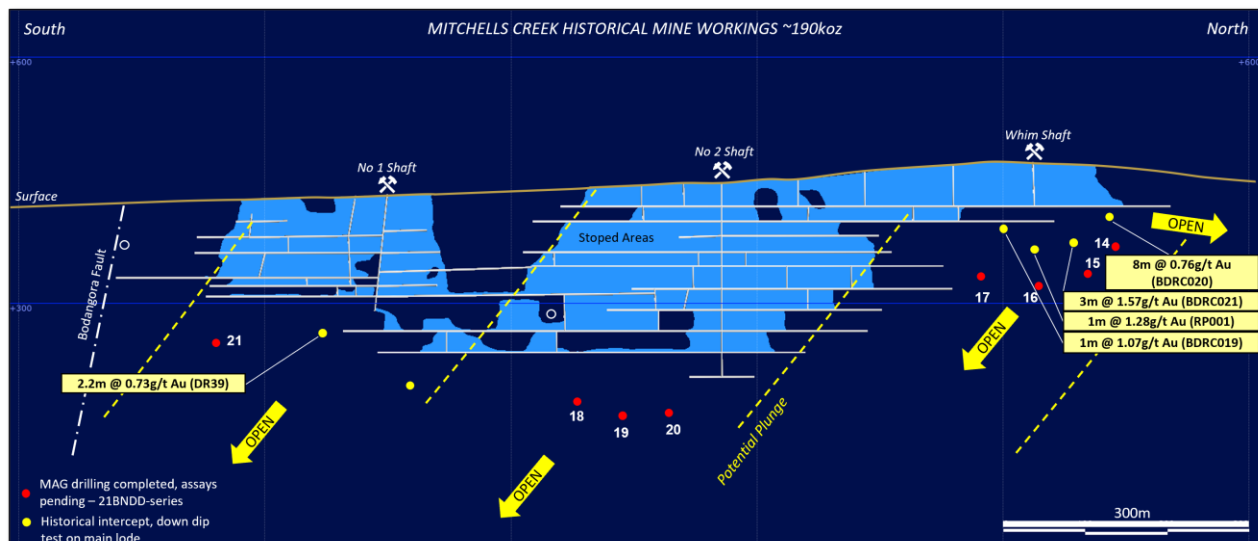 South
MITCHELLS CREEK HISTORICAL MINE WORKINGS ~190koz
North
+600
+600
Whim Shaft
No 2 Shaft
No 1 Shaft
Surface
Stoped Areas
OPEN
14
Bodangora Fault
15
8m @ 0.76g/t Au
(BDRC020)
17
16
3m @ 1.57g/t Au (BDRC021)
+300
1m @ 1.28g/t Au (RP001)
1m @ 1.07g/t Au (BDRC019)
21
OPEN
2.2m @ 0.73g/t Au (DR39)
18
19
20
Potential Plunge
OPEN
OPEN
MAG drilling completed, assays
pending – 21BNDD-series
Historical intercept, down dip
test on main lode
300m